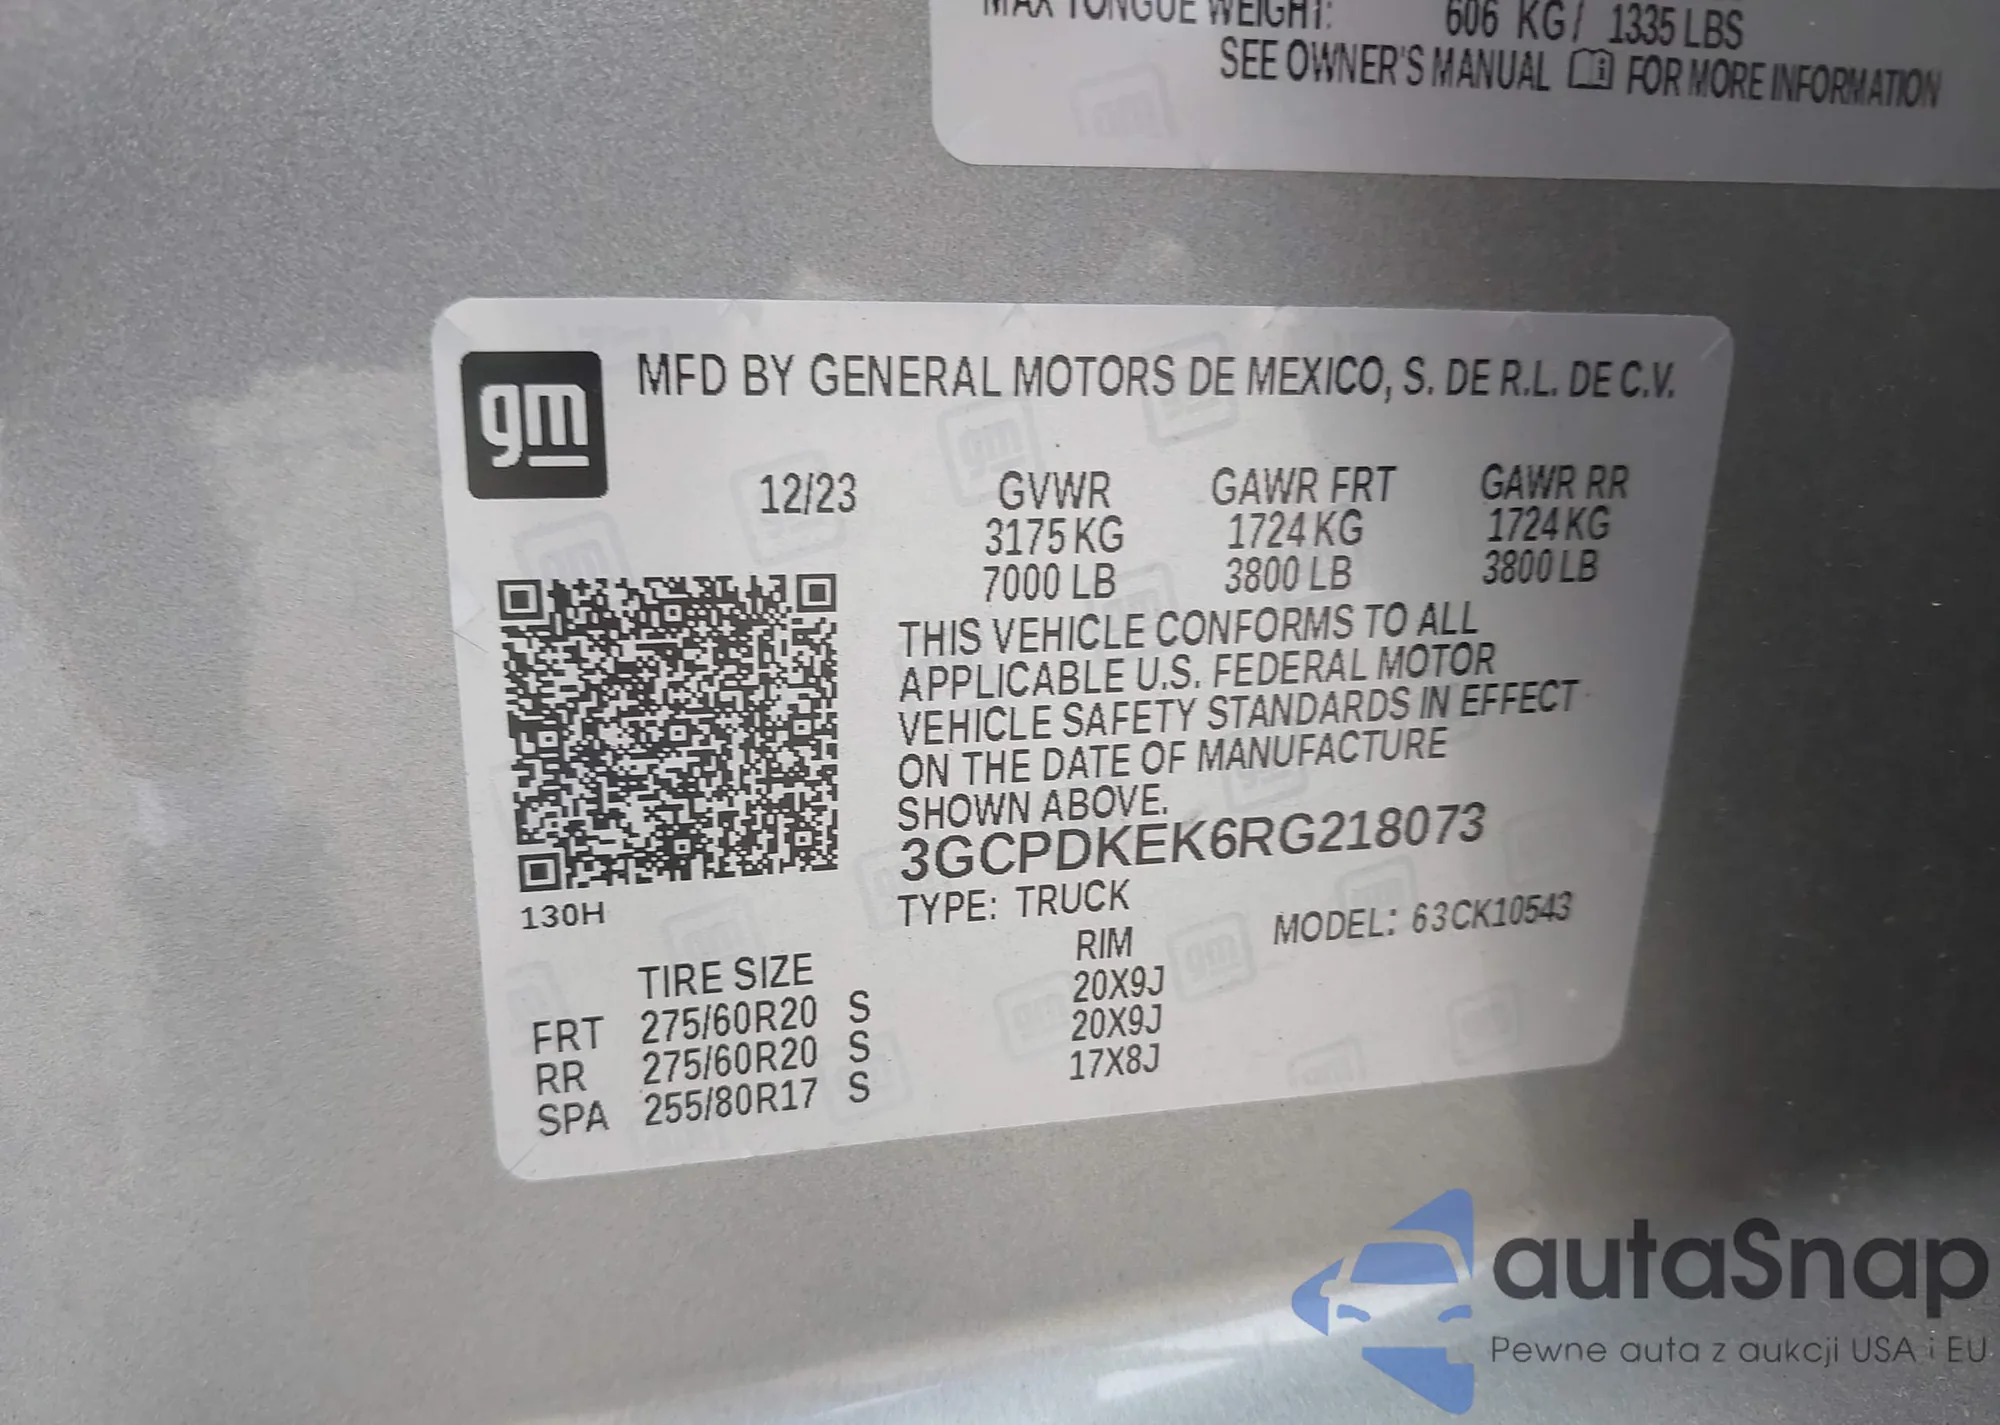 MAX TONGUE WEIGHT: 606 KG/ 1335 LBS
SEE OWNER'S MANUAL FOR MORE INFORMATION
gm
MFD BY GENERAL MOTORS DE MEXICO, S. DE R.L. DE C.V.
12/23 GVWR GAWR FRT GAWR RR
3175 KG 1724 KG 1724 KG
7000 LB 3800 LB 3800 LB
THIS VEHICLE CONFORMS TO ALL
APPLICABLE U.S. FEDERAL MOTOR
VEHICLE SAFETY STANDARDS IN EFFECT
ON THE DATE OF MANUFACTURE
SHOWN ABOVE.
3GCPDKEK6RG218073
130H TYPE: TRUCK MODEL: 63CK10543
TIRE SIZE RIM
FRT 275/60R20 S 20X9J
RR 275/60R20 S 20X9J
SPA 255/80R17 S 17X8J
autaSnap
Pewne auta z aukcji USA i EU